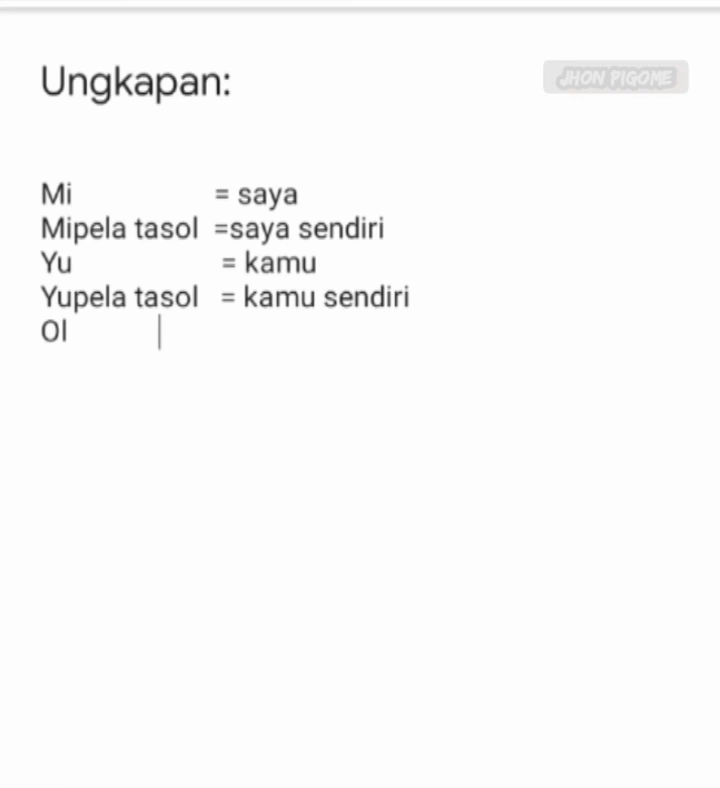 Ungkapan:
JHON PIGOME
Mi = saya
Mipela tasol =saya sendiri
Yu = kamu
Yupela tasol = kamu sendiri
Ol